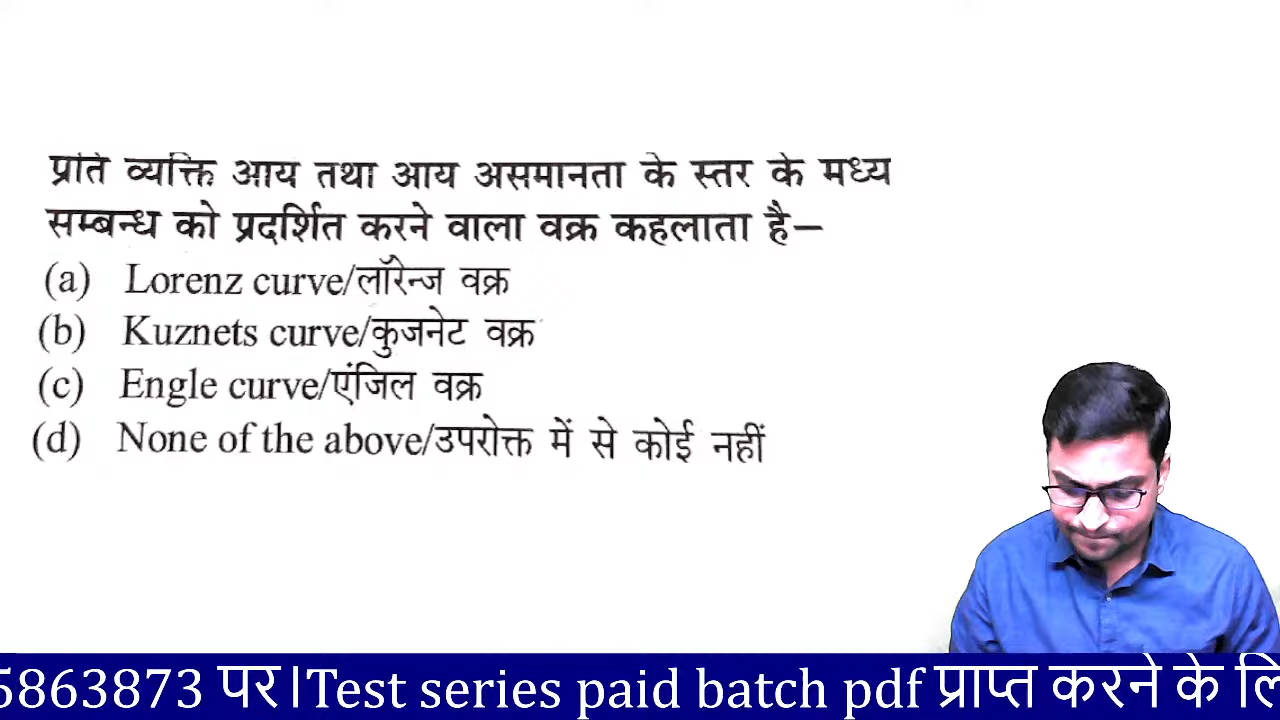 प्रति व्यक्ति आय तथा आय असमानता के स्तर के मध्य
सम्बन्ध को प्रदर्शित करने वाला वक्र कहलाता है–
(a) Lorenz curve/लॉरेन्ज वक्र
(b) Kuznets curve/कुजनेट वक्र
(c) Engle curve/एंजिल वक्र
(d) None of the above/उपरोक्त में से कोई नहीं
5863873 पर।Test series paid batch pdf प्राप्त करने के लि